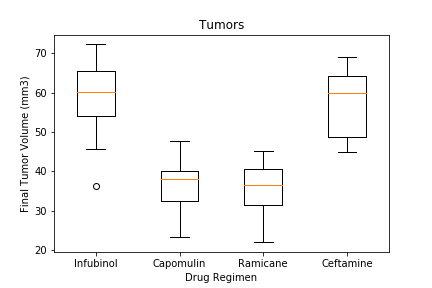 Tumors
Final Tumor Volume (mm3)
70
60
50
40
30
20
Infubinol Capomulin Ramicane Ceftamine
Drug Regimen